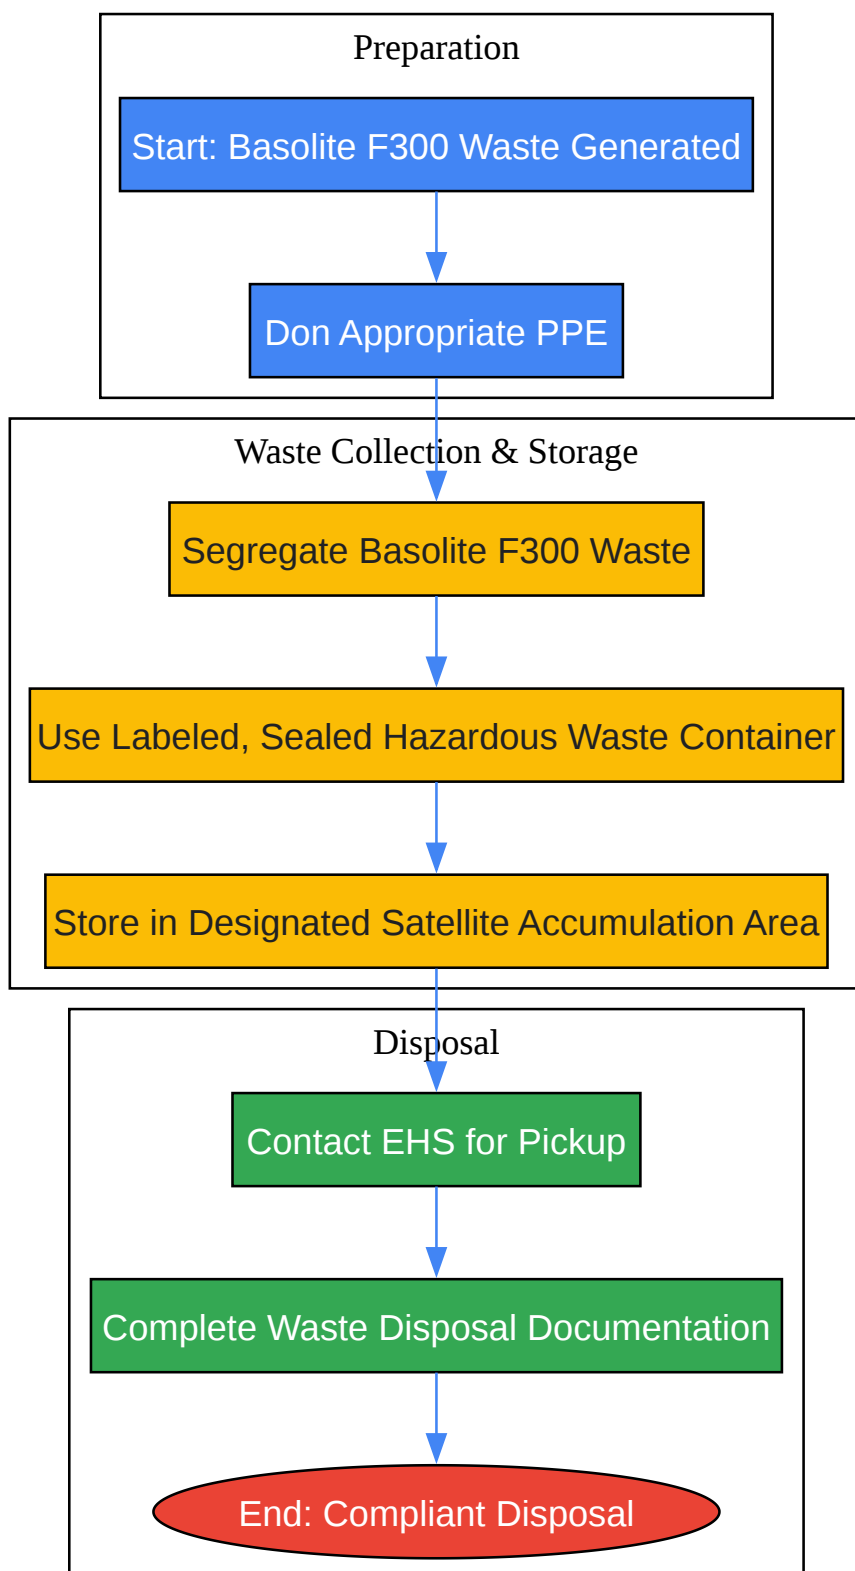 Preparation
Start: Basolite F300 Waste Generated
Don Appropriate PPE
Waste Collection & Storage
Segregate Basolite F300 Waste
Use Labeled, Sealed Hazardous Waste Container
Store in Designated Satellite Accumulation Area
Disposal
Contact EHS for Pickup
Complete Waste Disposal Documentation
End: Compliant Disposal